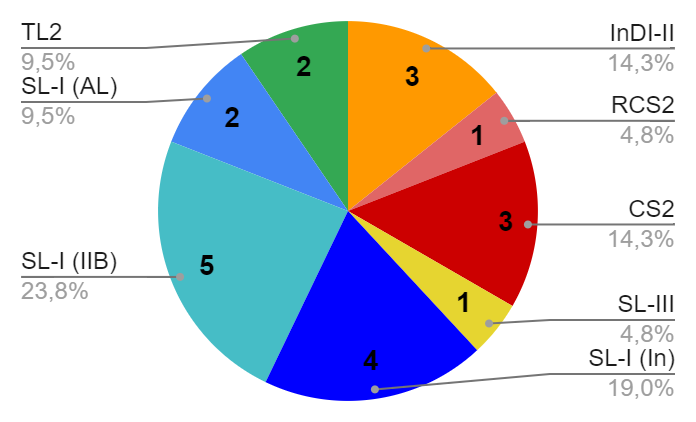 TL2
9,5%
SL-I (AL)
9,5%
SL-I (IIB)
23,8%
InDI-II
14,3%
RCS2
4,8%
CS2
14,3%
SL-III
4,8%
SL-I (In)
19,0%
2
3
2
1
3
5
1
4